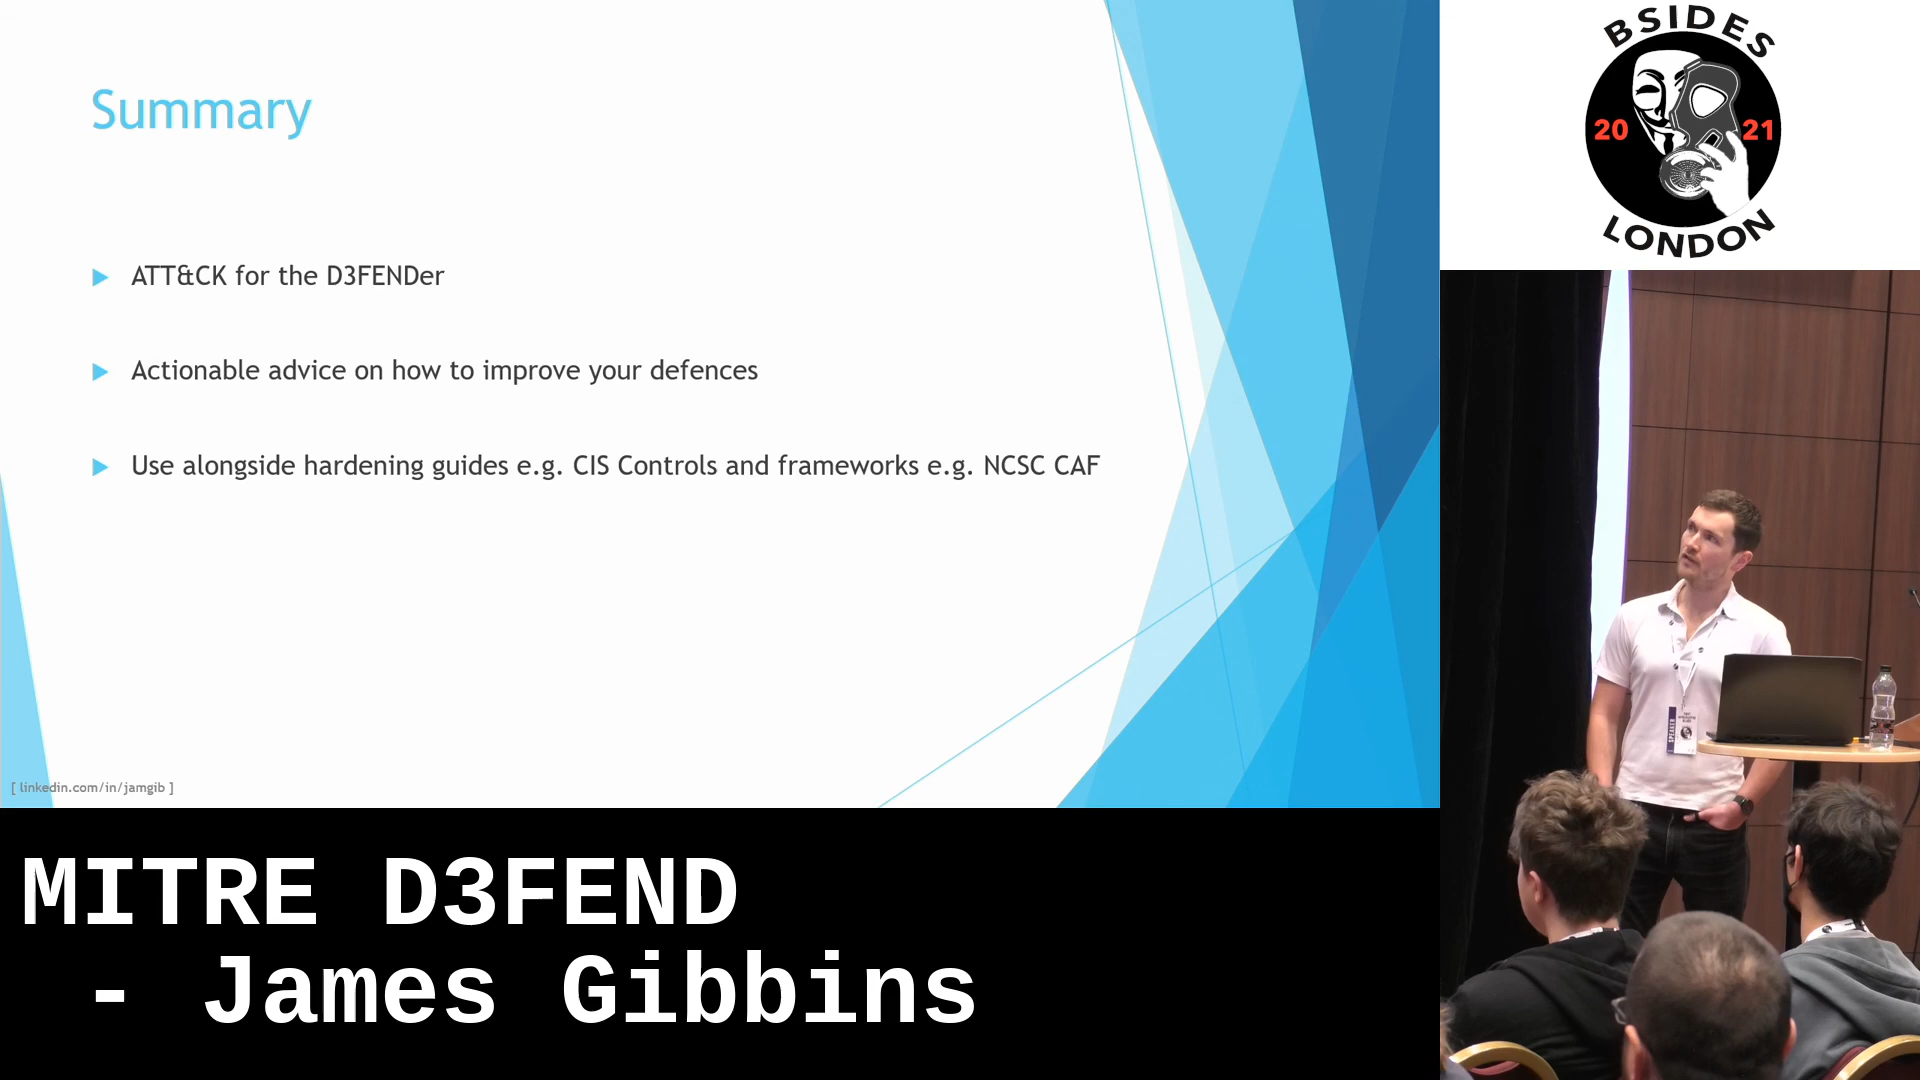 Summary
ATT&CK for the D3FENDer
Actionable advice on how to improve your defences
Use alongside hardening guides e.g. CIS Controls and frameworks e.g. NCSC CAF
[ linkedin.com/in/jamgib ]
MITRE D3FEND
- James Gibbins
BSIDES
20 21
LONDON
SPEAKER